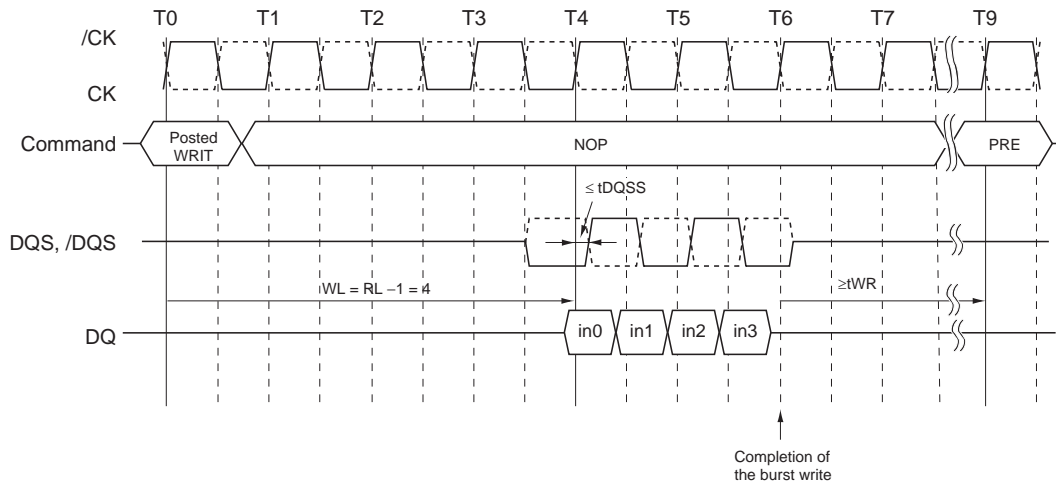 T0 T1 T2 T3 T4 T5 T6 T7 T9
/CK
CK
Command
Posted
WRIT
NOP
PRE
≤ tDQSS
DQS, /DQS
WL = RL −1 = 4
≥tWR
DQ
in0 in1 in2 in3
Completion of
the burst write